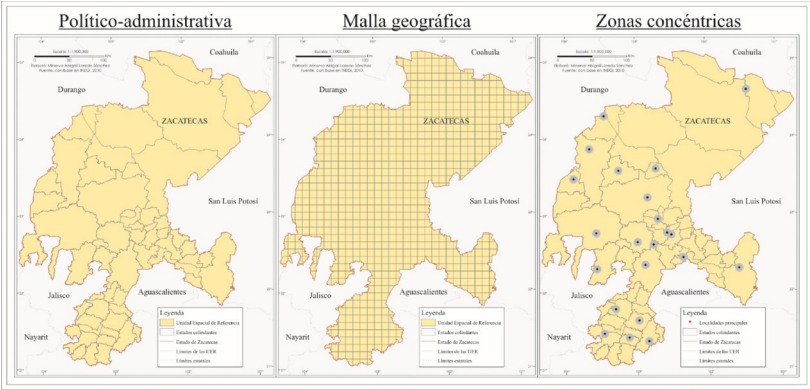 Político-administrativa
Malla geográfica
Zonas concéntricas
Coahuila
Durango
ZACATECAS
San Luis Potosí
Jalisco
Aguascalientes
Nayarit
Leyenda
Unidad Espacial de Referencia
Estados colindantes
Estado de Zacatecas
Límites de las UER
Límites estatales
Coahuila
Durango
ZACATECAS
San Luis Potosí
Jalisco
Aguascalientes
Nayarit
Leyenda
Unidad Espacial de Referencia
Estados colindantes
Estado de Zacatecas
Límites de las UER
Límites estatales
Coahuila
Durango
ZACATECAS
San Luis Potosí
Jalisco
Aguascalientes
Nayarit
Leyenda
Localidades principales
Estados colindantes
Estado de Zacatecas
Límites de las UER
Límites estatales